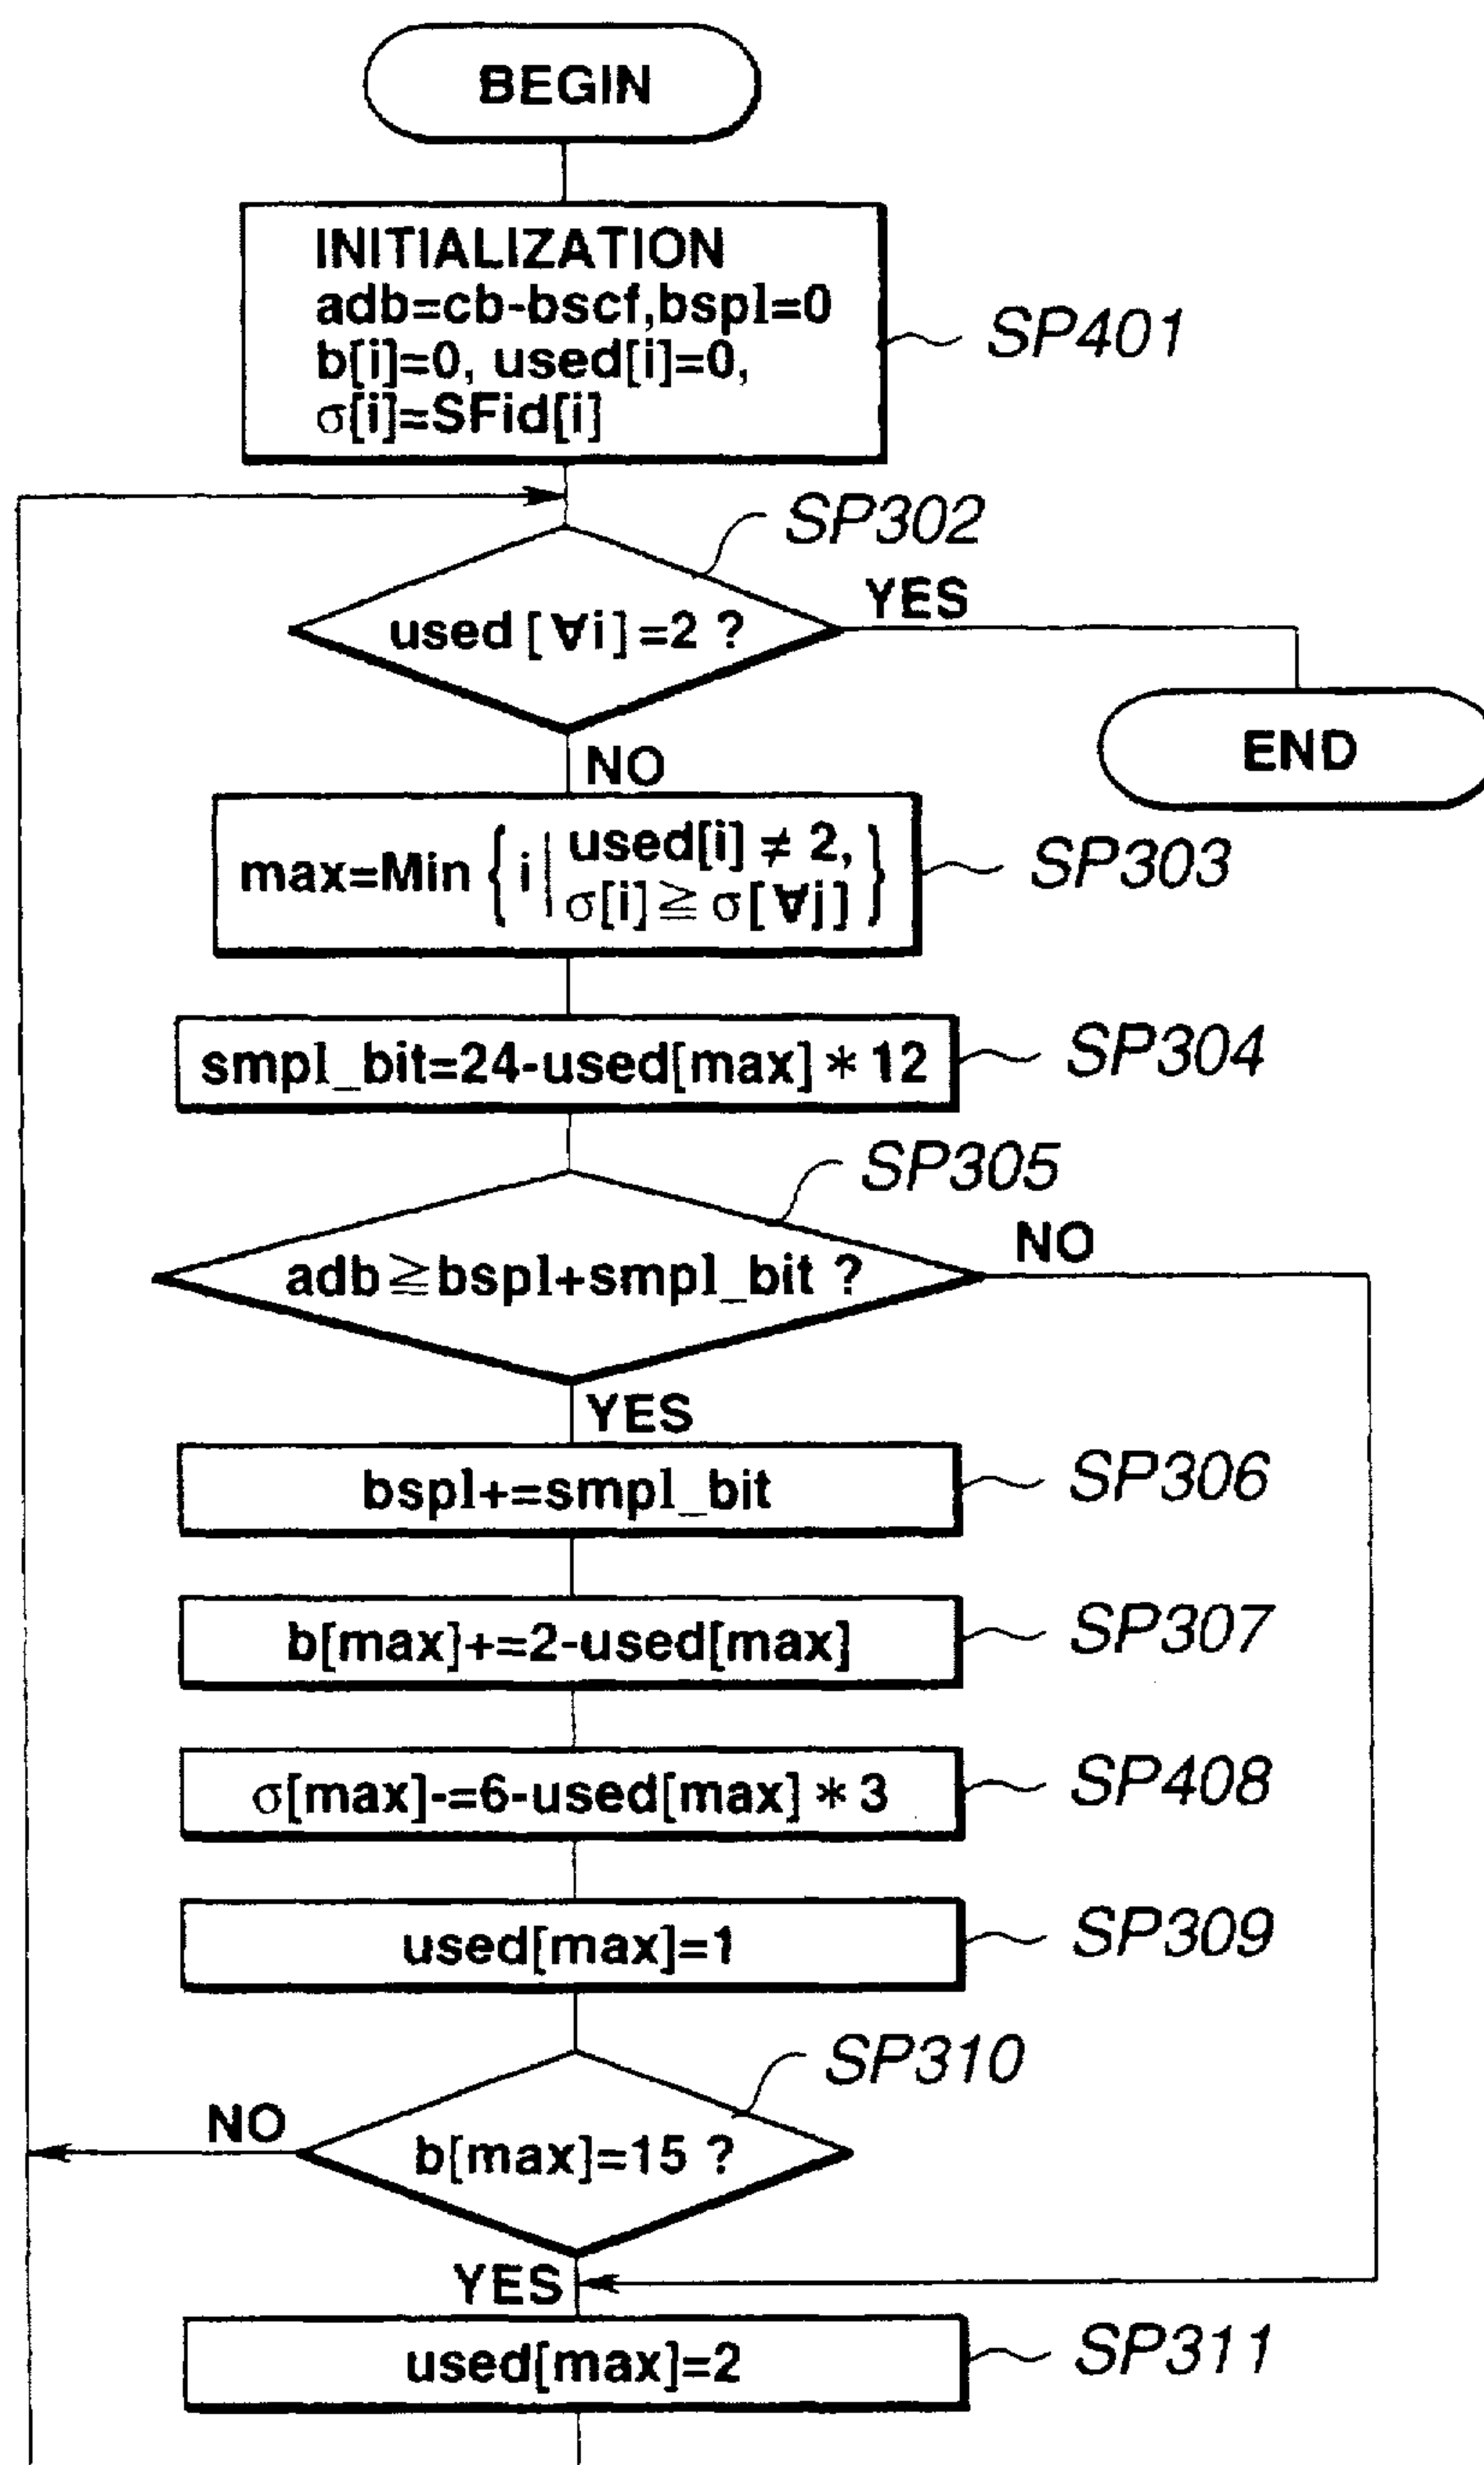 BEGIN
INITIALIZATION
adb=cb-bscf,bspl=0
b[i]=0, used[i]=0,
σ[i]=SFid[i]
SP401
SP302
used [∀i]=2 ?
YES
END
NO
max=Min { i | used[i] ≠ 2,
σ[i]≧ σ[∀j] }
SP303
smpl_bit=24-used[max] * 12
SP304
SP305
adb≧bspl+smpl_bit ?
NO
YES
bspl+=smpl_bit
SP306
b[max]+=2-used[max]
SP307
σ[max]-=6-used[max] * 3
SP408
used[max]=1
SP309
SP310
NO
b[max]=15 ?
YES
used[max]=2
SP311